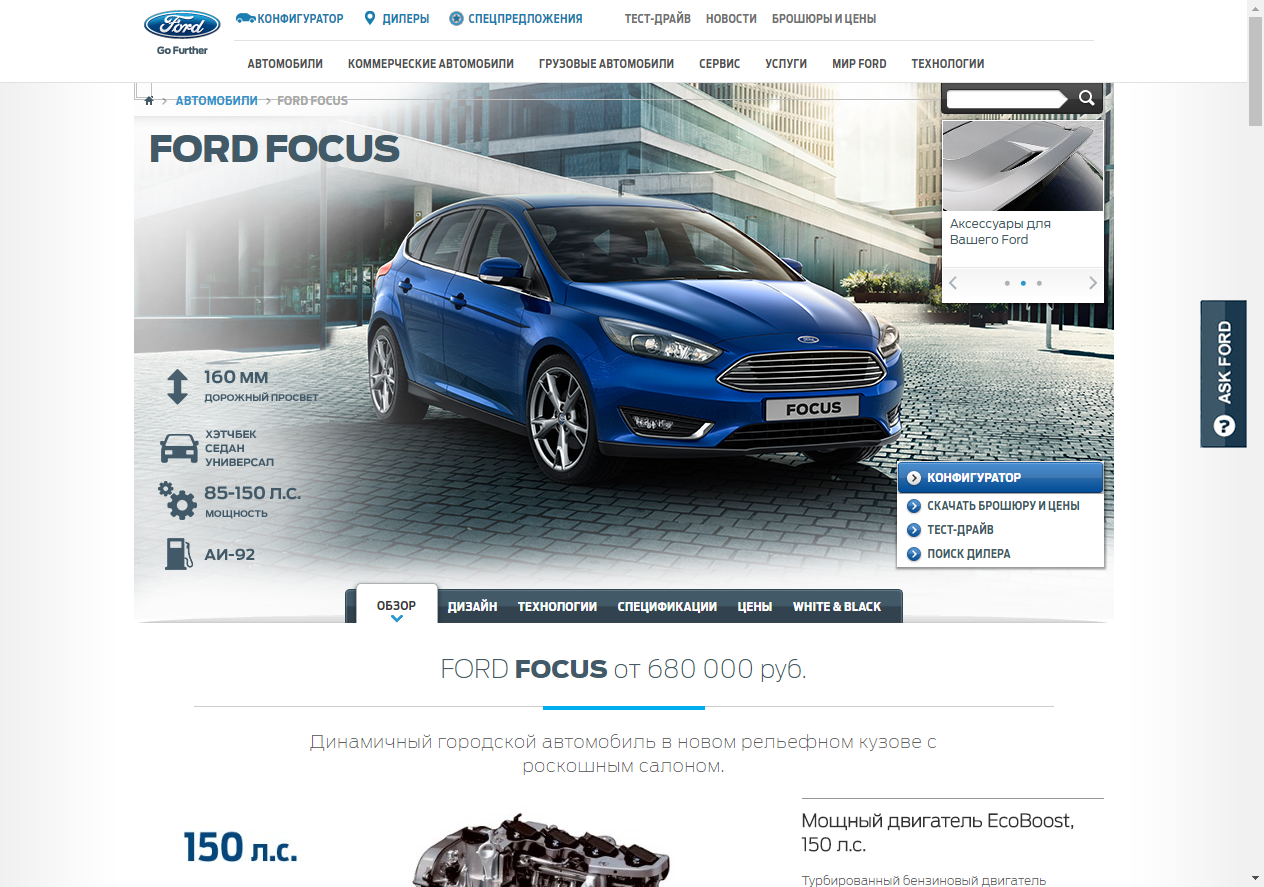 Ford
Go Further
КОНФИГУРАТОР ДИЛЕРЫ СПЕЦПРЕДЛОЖЕНИЯ ТЕСТ-ДРАЙВ НОВОСТИ БРОШЮРЫ И ЦЕНЫ
АВТОМОБИЛИ КОММЕРЧЕСКИЕ АВТОМОБИЛИ ГРУЗОВЫЕ АВТОМОБИЛИ СЕРВИС УСЛУГИ МИР FORD ТЕХНОЛОГИИ
АВТОМОБИЛИ > FORD FOCUS
FORD FOCUS
Аксессуары для
Вашего Ford
ASK FORD
160 ММ
ДОРОЖНЫЙ ПРОСВЕТ
ХЭТЧБЕК
СЕДАН
УНИВЕРСАЛ
85-150 Л.С.
МОЩНОСТЬ
АИ-92
FOCUS
КОНФИГУРАТОР
СКАЧАТЬ БРОШЮРУ И ЦЕНЫ
ТЕСТ-ДРАЙВ
ПОИСК ДИЛЕРА
ОБЗОР ДИЗАЙН ТЕХНОЛОГИИ СПЕЦИФИКАЦИИ ЦЕНЫ WHITE & BLACK
FORD FOCUS от 680 000 руб.
Динамичный городской автомобиль в новом рельефном кузове с
роскошным салоном.
150 л.с.
Мощный двигатель EcoBoost,
150 л.с.
Турбированный бензиновый двигатель